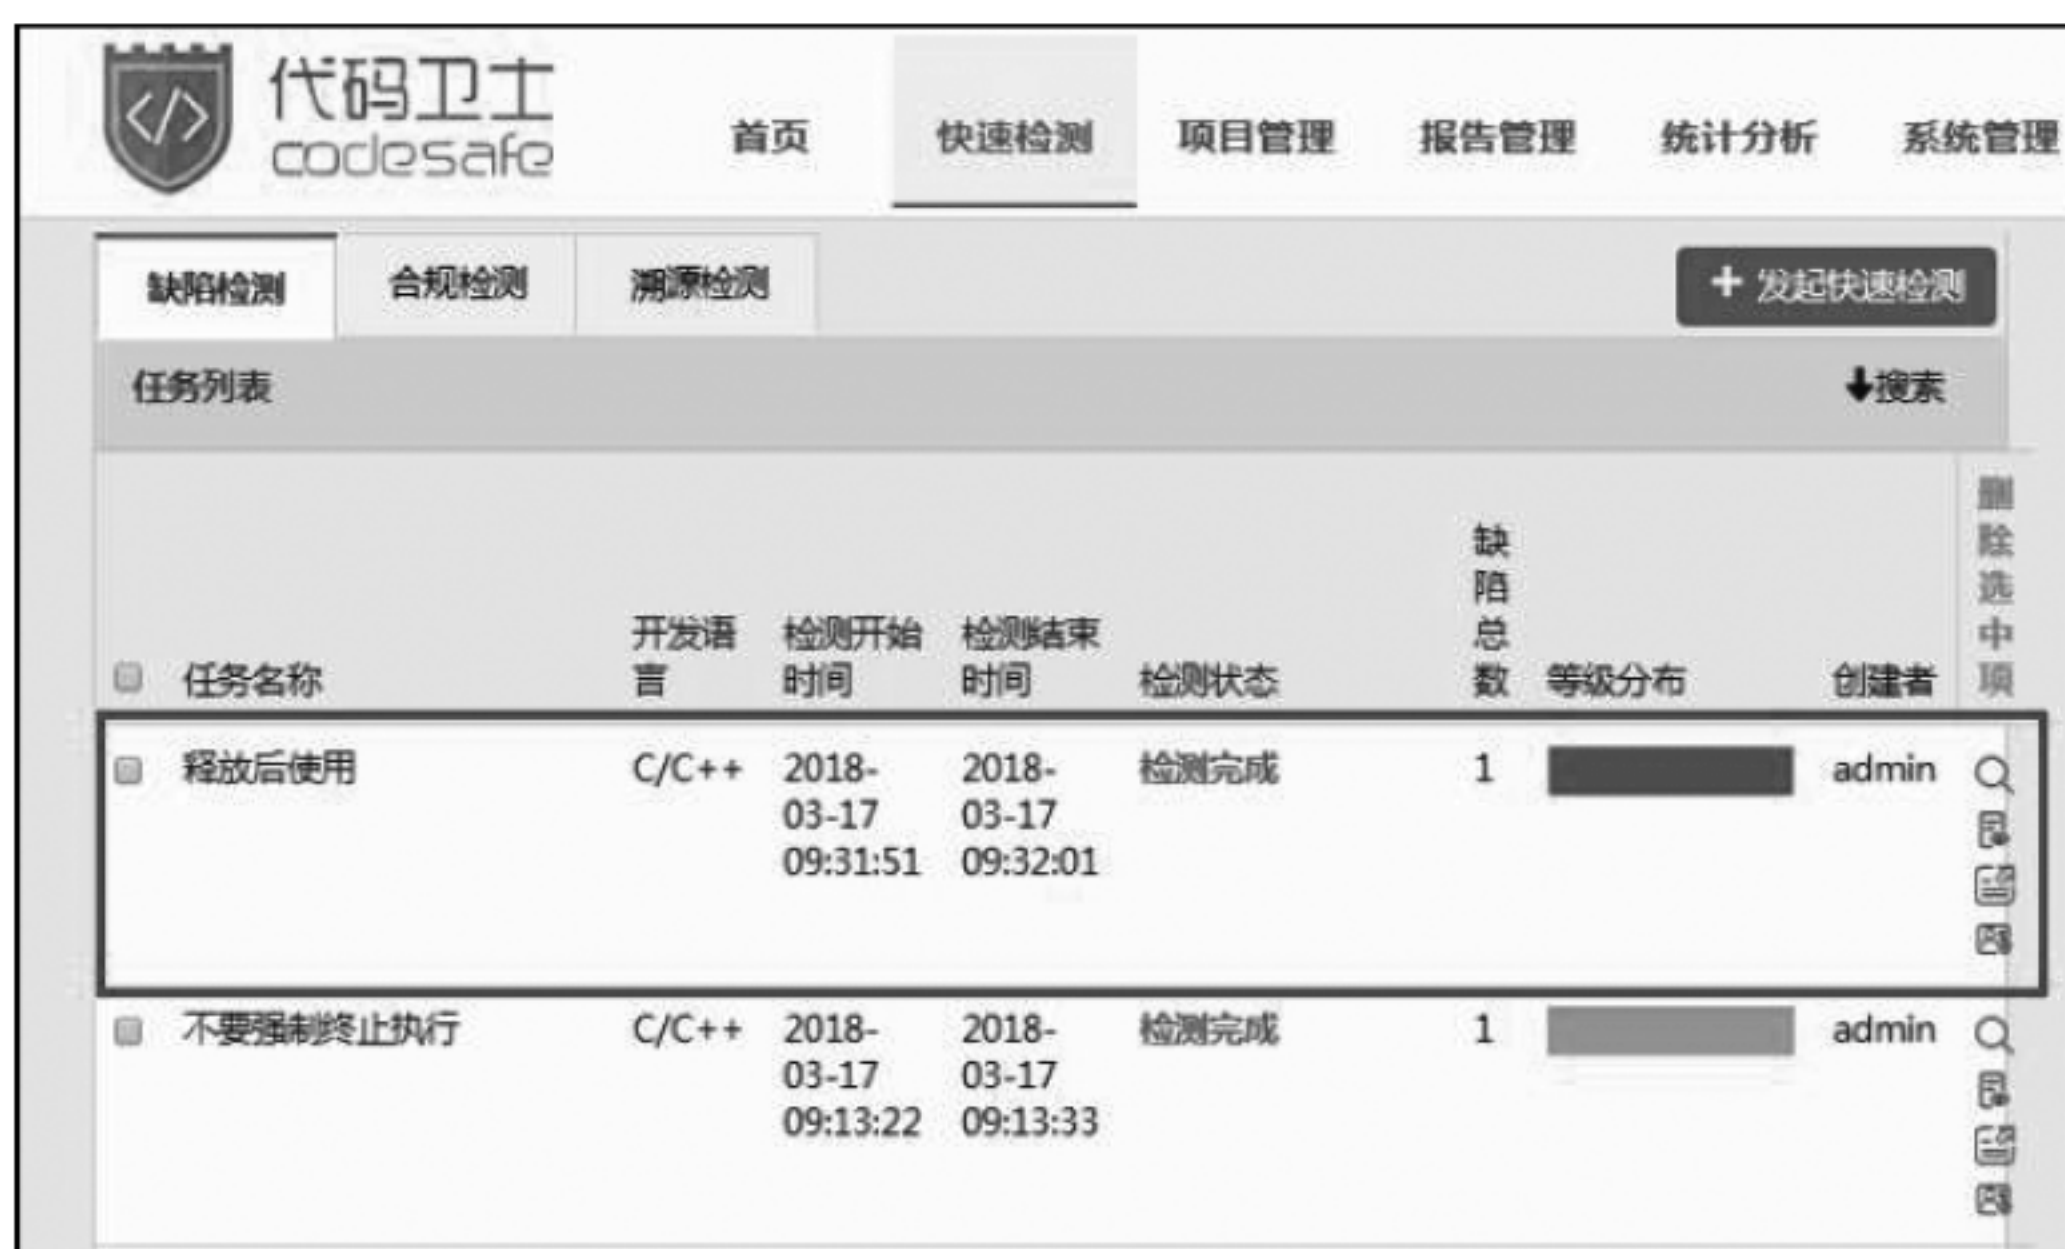 代码卫士
codesafe
首页 快速检测 项目管理 报告管理 统计分析 系统管理
缺陷检测 合规检测 溯源检测 + 发起快速检测
任务列表 搜索
任务名称 开发语言 检测开始时间 检测结束时间 检测状态 缺陷总数 等级分布 创建者 删除选中项
释放后使用 C/C++ 2018-03-17 09:31:51 2018-03-17 09:32:01 检测完成 1 admin
不要强制终止执行 C/C++ 2018-03-17 09:13:22 2018-03-17 09:13:33 检测完成 1 admin